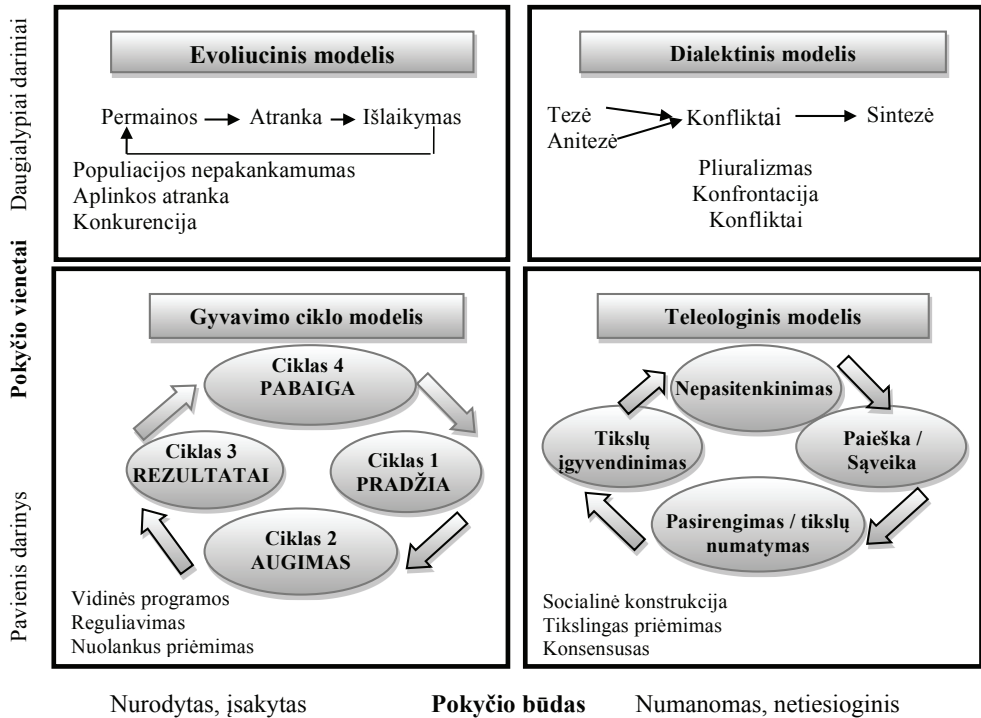 Daugialypiai dariniai
Pokyčio vienetai
Pavienis darinys
Evoliucinis modelis
Permainos
Atranka
Išlaikymas
Populiacijos nepakankamumas
Aplinkos atranka
Konkurencija
Dialektinis modelis
Tezė
Anitezė
Konfliktai
Sintezė
Pliuralizmas
Konfrontacija
Konfliktai
Gyvavimo ciklo modelis
Ciklas 4
PABAIGA
Ciklas 3
REZULTATAI
Ciklas 1
PRADŽIA
Ciklas 2
AUGIMAS
Vidinės programos
Reguliavimas
Nuolankus priėmimas
Teleologinis modelis
Nepasitenkinimas
Tikslų
įgyvendinimas
Paieška /
Sąveika
Pasirengimas / tikslų
numatymas
Socialinė konstrukcija
Tikslingas priėmimas
Konsensusas
Nurodytas, įsakytas
Pokyčio būdas
Numanomas, netiesioginis